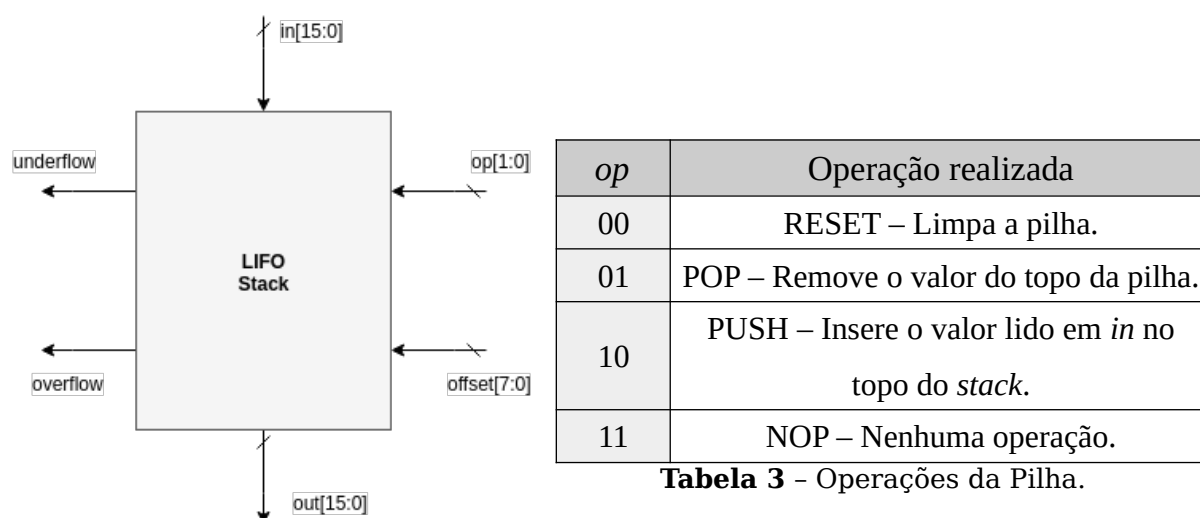 in[15:0]
underflow
op[1:0]
LIFO
Stack
overflow
offset[7:0]
out[15:0]
op Operação realizada
00 RESET – Limpa a pilha.
01 POP – Remove o valor do topo da pilha.
10 PUSH – Insere o valor lido em in no
topo do stack.
11 NOP – Nenhuma operação.
Tabela 3 – Operações da Pilha.